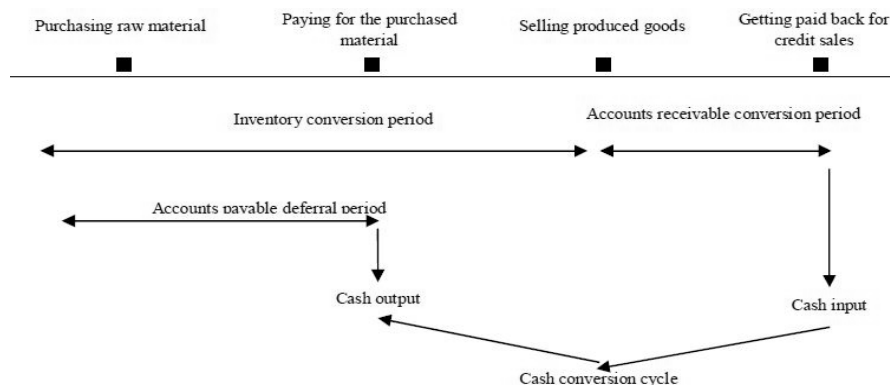 Purchasing raw material
Paying for the purchased
material
Selling produced goods
Getting paid back for
credit sales
Inventory conversion period
Accounts receivable conversion period
Accounts payable deferral period
Cash output
Cash input
Cash conversion cycle